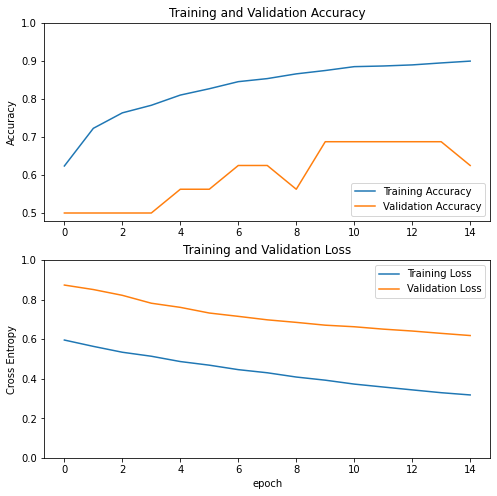 Training and Validation Accuracy
1.0
0.9
0.8
0.7
0.6
0.5
Accuracy
Training Accuracy
Validation Accuracy
0 2 4 6 8 10 12 14
Training and Validation Loss
1.0
0.8
0.6
0.4
0.2
0.0
Cross Entropy
Training Loss
Validation Loss
0 2 4 6 8 10 12 14
epoch